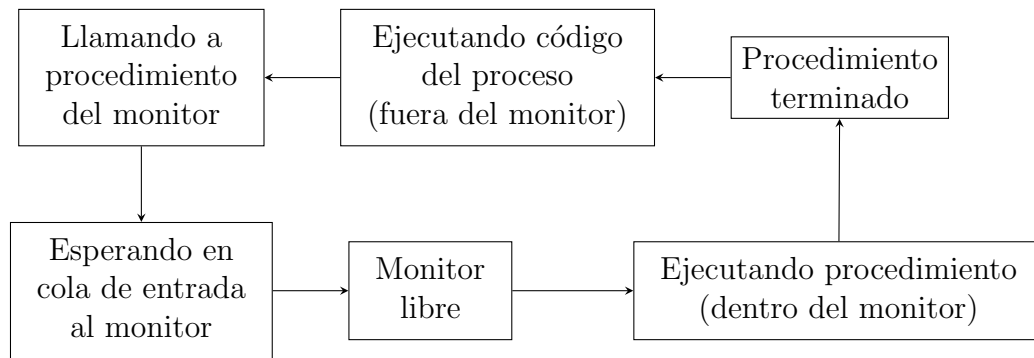 Llamando a
procedimiento
del monitor
Ejecutando código
del proceso
(fuera del monitor)
Procedimiento
terminado
Esperando en
cola de entrada
al monitor
Monitor
libre
Ejecutando procedimiento
(dentro del monitor)